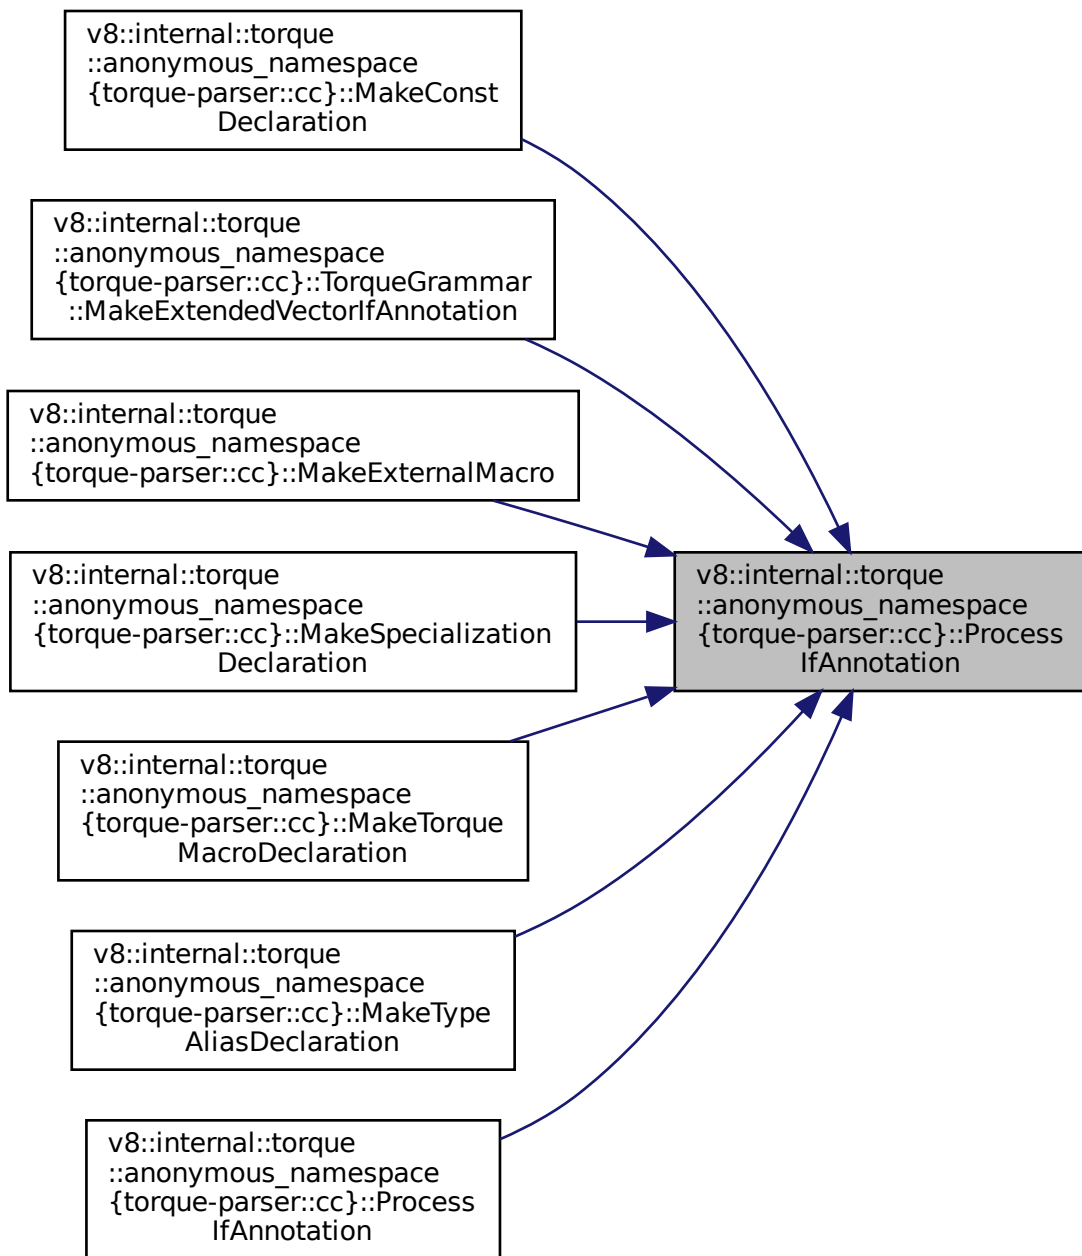 v8::internal::torque
::anonymous_namespace
{torque-parser::cc}::MakeConst
Declaration
v8::internal::torque
::anonymous_namespace
{torque-parser::cc}::TorqueGrammar
::MakeExtendedVectorIfAnnotation
v8::internal::torque
::anonymous_namespace
{torque-parser::cc}::MakeExternalMacro
v8::internal::torque
::anonymous_namespace
{torque-parser::cc}::MakeSpecialization
Declaration
v8::internal::torque
::anonymous_namespace
{torque-parser::cc}::MakeTorque
MacroDeclaration
v8::internal::torque
::anonymous_namespace
{torque-parser::cc}::MakeType
AliasDeclaration
v8::internal::torque
::anonymous_namespace
{torque-parser::cc}::Process
IfAnnotation
v8::internal::torque
::anonymous_namespace
{torque-parser::cc}::Process
IfAnnotation